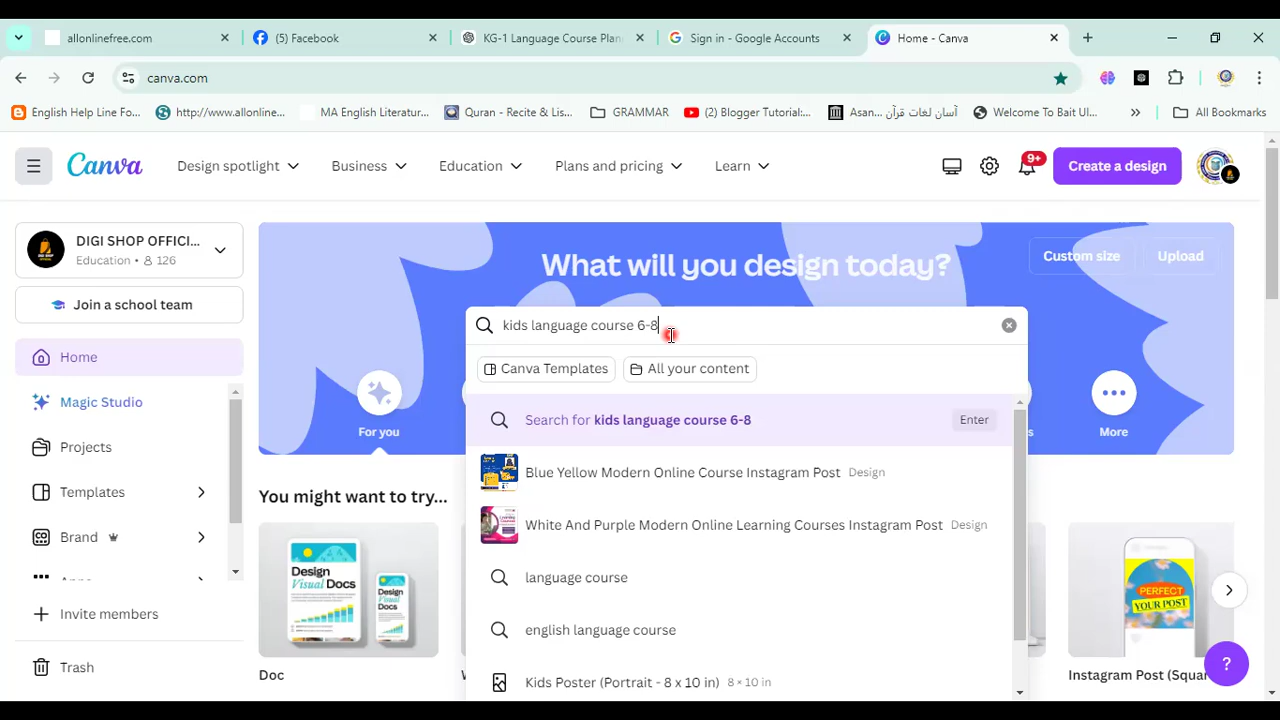 allonlinefree.com
(5) Facebook
KG-1 Language Course Plan
Sign in - Google Accounts
Home - Canva
canva.com
English Help Line Fo...
http://www.allonline...
MA English Literatur...
Quran - Recite & Lis...
GRAMMAR
(2) Blogger Tutorial:...
Asan... آسان لغات قرآن
Welcome To Bait Ul...
All Bookmarks
Canva
Design spotlight
Business
Education
Plans and pricing
Learn
9+
Create a design
DIGI SHOP OFFICI...
Education • 126
Join a school team
Home
Magic Studio
Projects
Templates
Brand
Invite members
Trash
What will you design today?
Custom size
Upload
kids language course 6-8
Canva Templates
All your content
Search for kids language course 6-8
Enter
Blue Yellow Modern Online Course Instagram Post Design
White And Purple Modern Online Learning Courses Instagram Post Design
language course
english language course
Kids Poster (Portrait - 8 x 10 in) 8 × 10 in
For you
More
You might want to try...
Design
Visual Docs
Doc
PERFECT
YOUR POST
Instagram Post (Squar
?